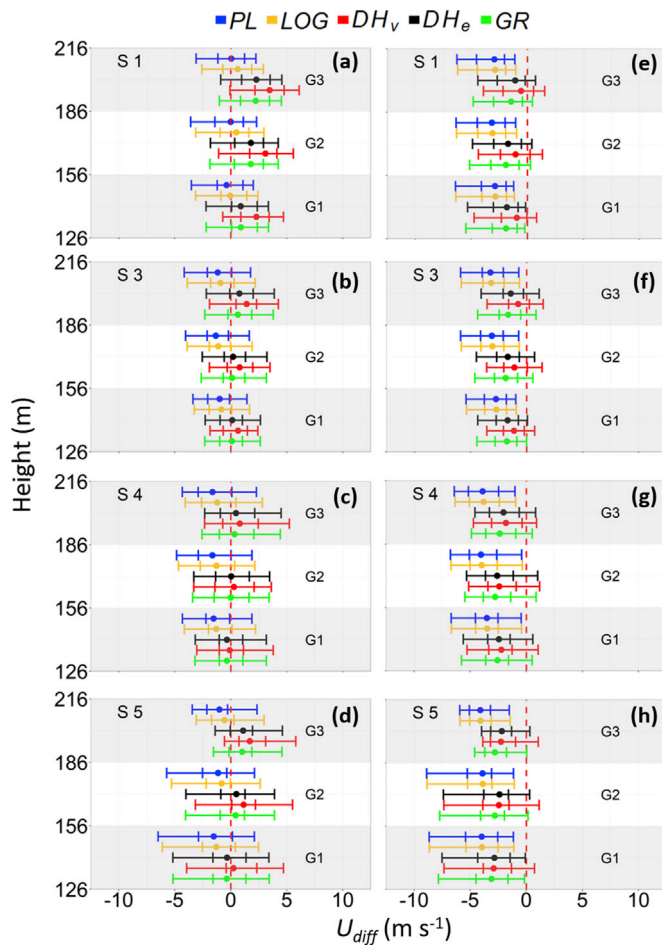 PL LOG DHv DHe GR
216 S 1 (a) S 1 (e)
G3 G3
186
G2 G2
156
G1 G1
126
216 S 3 (b) S 3 (f)
G3 G3
186
G2 G2
156
G1 G1
126
216 S 4 (c) S 4 (g)
G3 G3
186
G2 G2
156
G1 G1
126
216 S 5 (d) S 5 (h)
G3 G3
186
G2 G2
156
G1 G1
126
-10 -5 0 5 10 -10 -5 0 5 10
Height (m)
Udiff (m s-1)